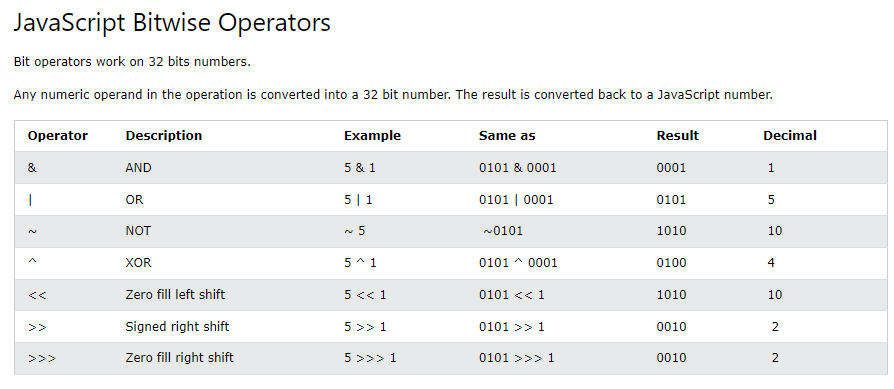 JavaScript Bitwise Operators
Bit operators work on 32 bits numbers.
Any numeric operand in the operation is converted into a 32 bit number. The result is converted back to a JavaScript number.
Operator Description Example Same as Result Decimal
& AND 5 & 1 0101 & 0001 0001 1
| OR 5 | 1 0101 | 0001 0101 5
~ NOT ~ 5 ~0101 1010 10
^ XOR 5 ^ 1 0101 ^ 0001 0100 4
<< Zero fill left shift 5 << 1 0101 << 1 1010 10
>> Signed right shift 5 >> 1 0101 >> 1 0010 2
>>> Zero fill right shift 5 >>> 1 0101 >>> 1 0010 2